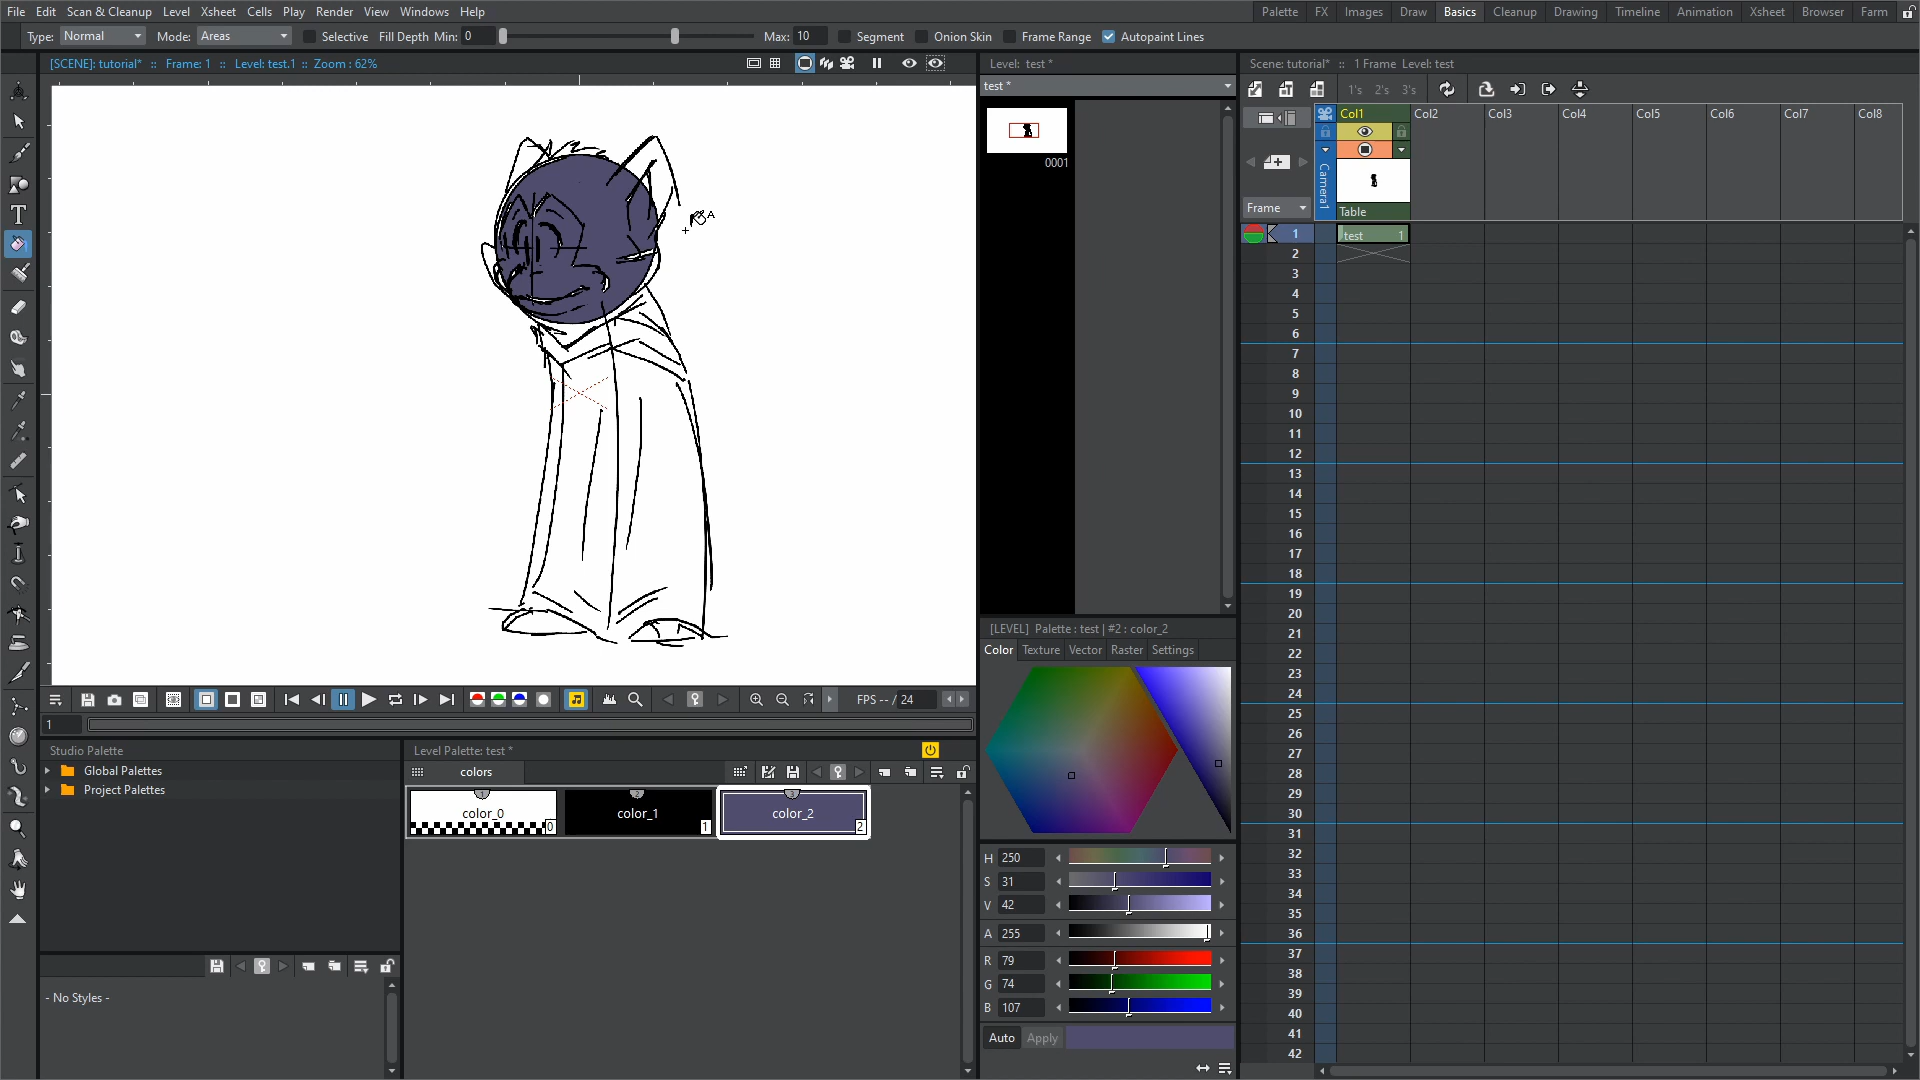 File Edit Scan & Cleanup Level Xsheet Cells Play Render View Windows Help
Palette FX Images Draw Basics Cleanup Drawing Timeline Animation Xsheet Browser Farm
Type: Normal Mode: Areas Selective Fill Depth Min: 0 Max: 10 Segment Onion Skin Frame Range Autopaint Lines
[SCENE]: tutorial* :: Frame: 1 :: Level: test.1 :: Zoom : 62%
Level: test *
Scene: tutorial* :: 1 Frame Level: test
test *
1's 2's 3's
Col1 Col2 Col3 Col4 Col5 Col6 Col7 Col8
0001
Camera1
Frame
Table
A
test 1
1
2
3
4
5
6
7
8
9
10
11
12
13
14
15
16
17
18
19
20
21
22
23
24
25
26
27
28
29
30
31
32
33
34
35
36
37
38
39
40
41
42
[LEVEL] Palette : test | #2 : color_2
Color Texture Vector Raster Settings
FPS -- / 24
1
Studio Palette
Global Palettes
Project Palettes
Level Palette: test *
colors
1 2 3
color_0 color_1 color_2
0 1 2
H 250
S 31
V 42
A 255
R 79
G 74
B 107
Auto Apply
- No Styles -